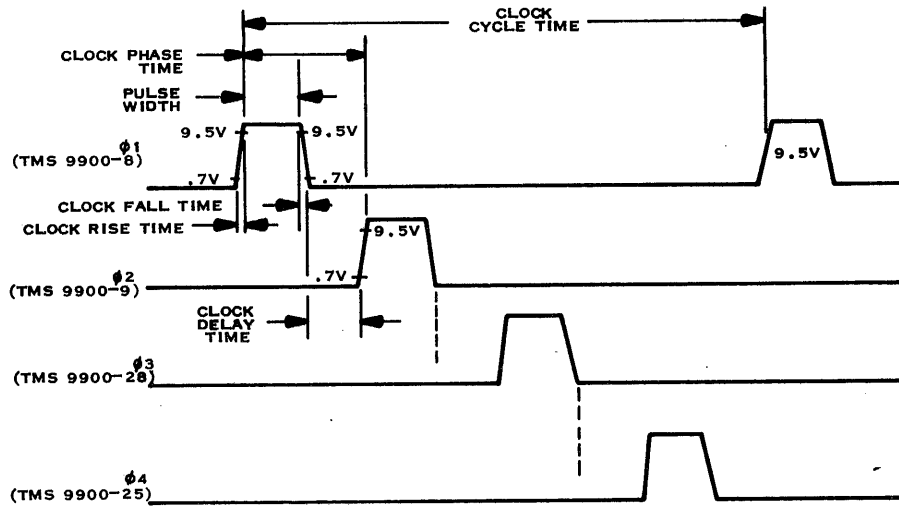 CLOCK
CYCLE TIME
CLOCK PHASE
TIME
PULSE
WIDTH
ϕ1
(TMS 9900-8)
9.5V
9.5V
9.5V
.7V
.7V
CLOCK FALL TIME
CLOCK RISE TIME
9.5V
.7V
ϕ2
(TMS 9900-9)
CLOCK
DELAY
TIME
ϕ3
(TMS 9900-28)
ϕ4
(TMS 9900-25)